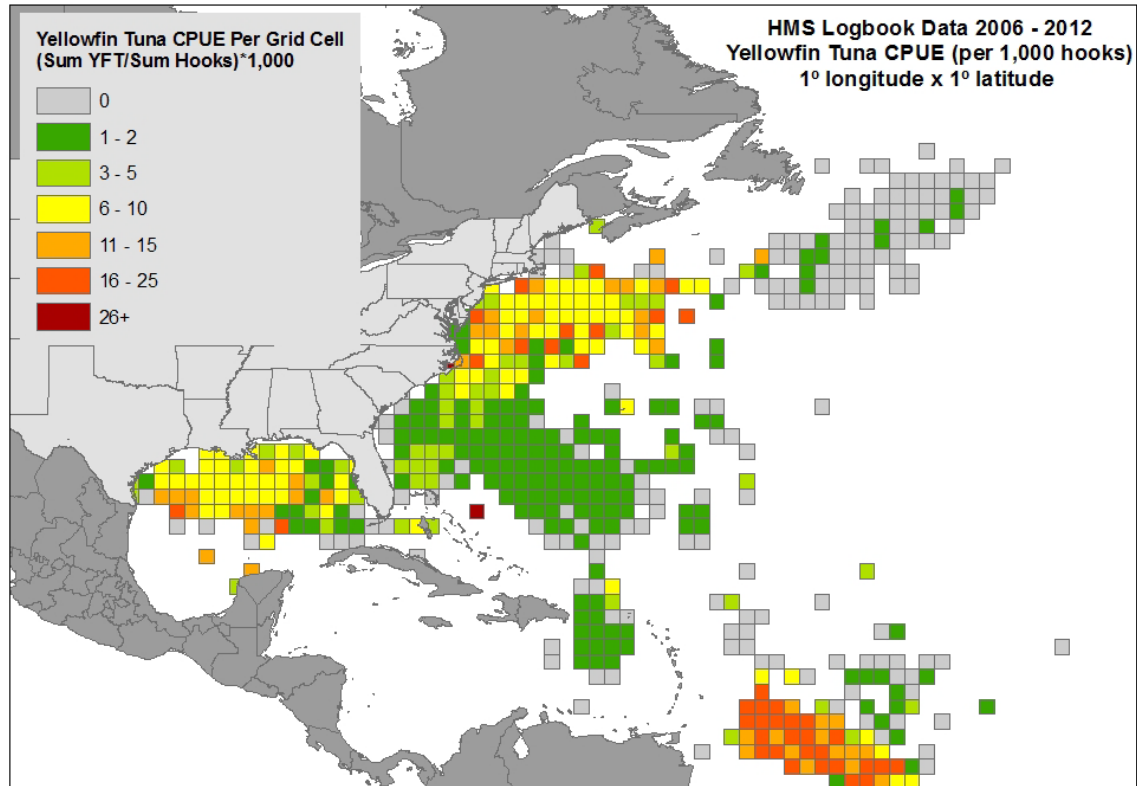 Yellowfin Tuna CPUE Per Grid Cell
(Sum YFT/Sum Hooks)*1,000
0
1 - 2
3 - 5
6 - 10
11 - 15
16 - 25
26+
HMS Logbook Data 2006 - 2012
Yellowfin Tuna CPUE (per 1,000 hooks)
1º longitude x 1º latitude